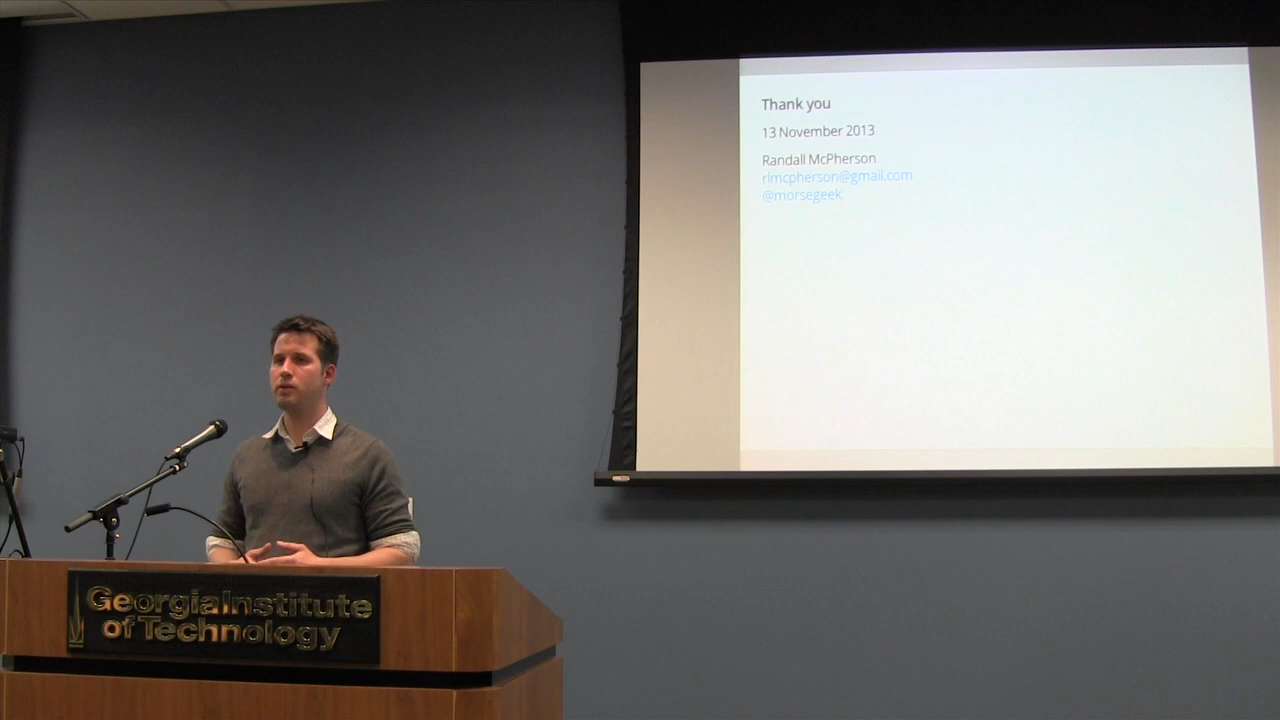 Thank you
13 November 2013
Randall McPherson
rlmcpherson@gmail.com
@morsegeek
Georgia Institute
of Technology